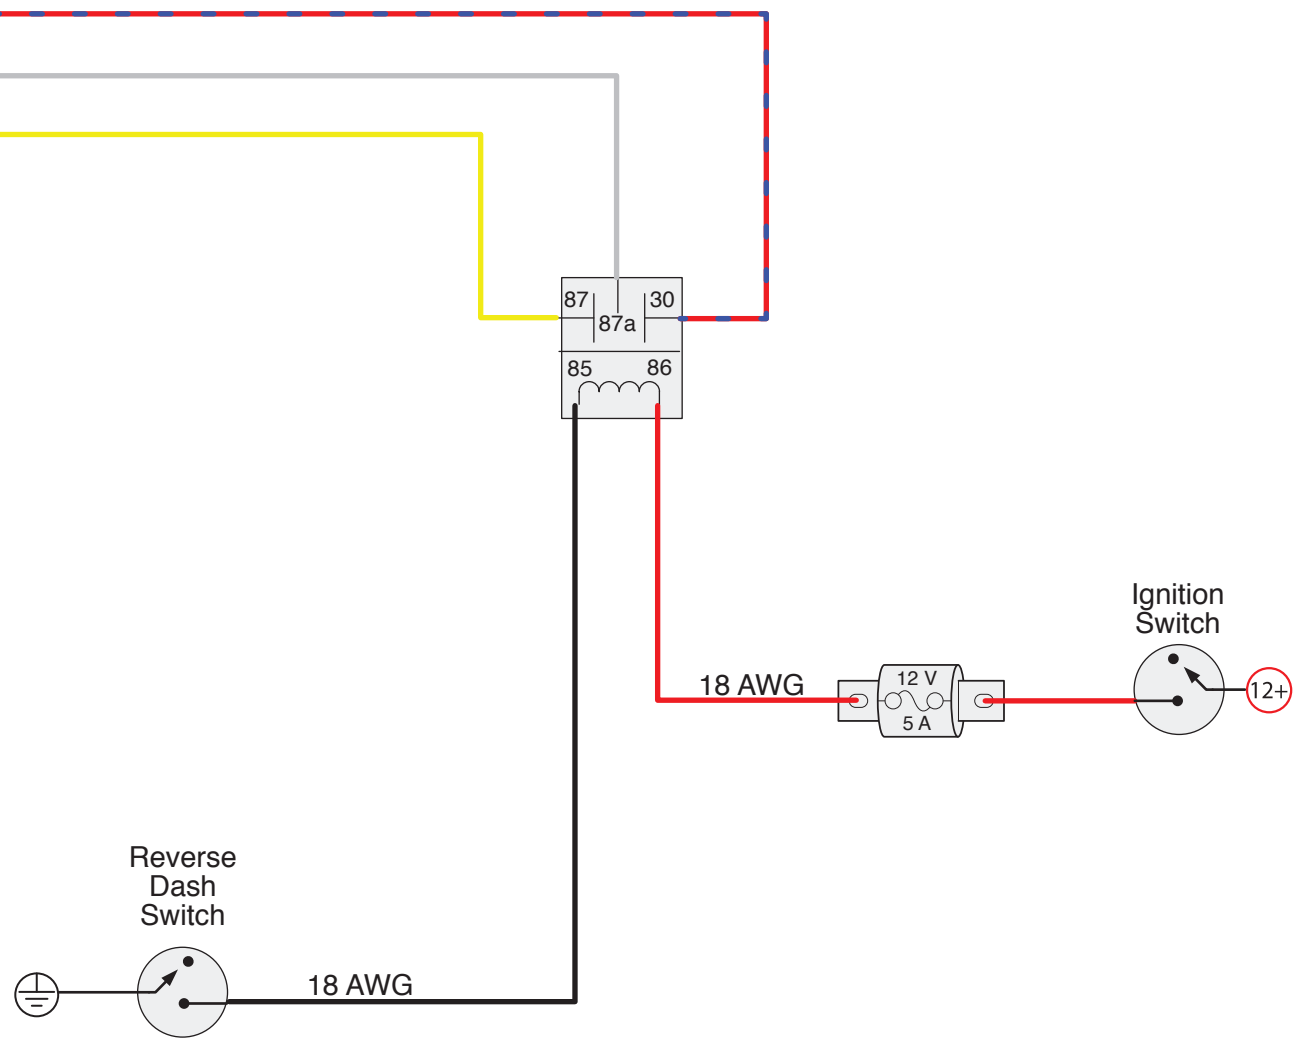 87
30
87a
85
86
Ignition
Switch
18 AWG
12 V
5 A
12+
Reverse
Dash
Switch
18 AWG